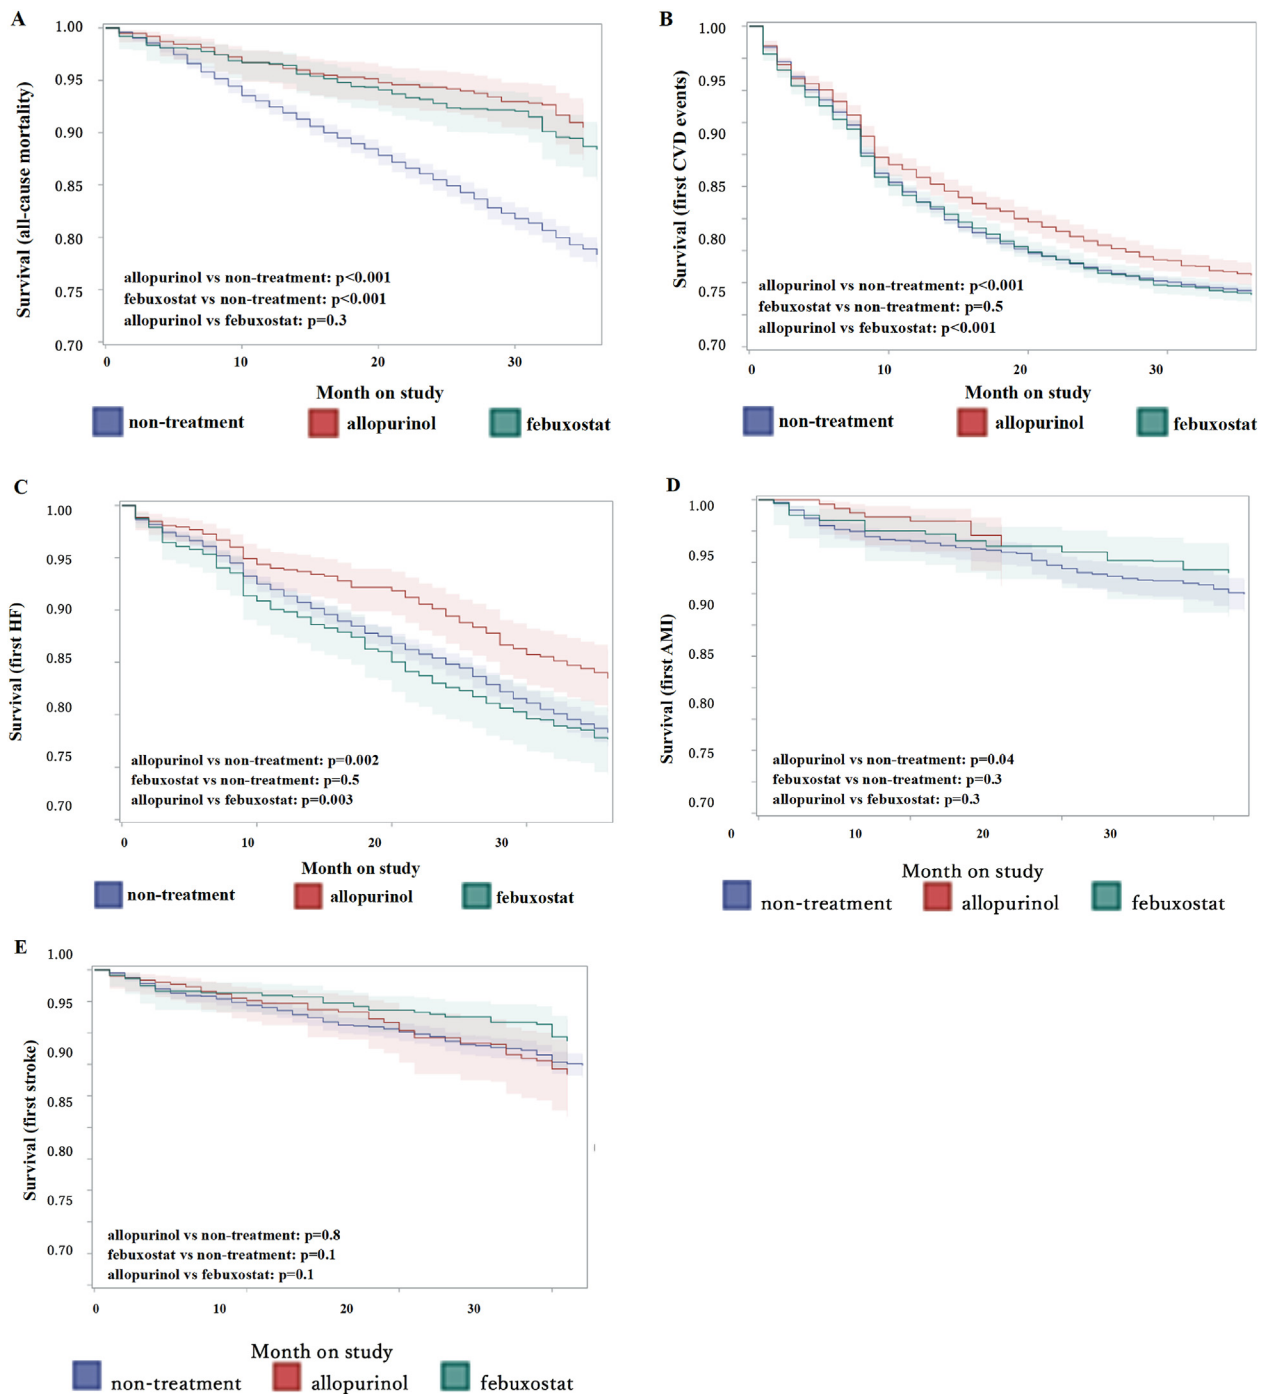 A
1.00
0.95
0.90
0.85
0.80
0.75
0.70
Survival (all-cause mortality)
allopurinol vs non-treatment: p<0.001
febuxostat vs non-treatment: p<0.001
allopurinol vs febuxostat: p=0.3
0 10 20 30
Month on study
non-treatment allopurinol febuxostat
B
1.00
0.95
0.90
0.85
0.80
0.75
0.70
Survival (first CVD events)
allopurinol vs non-treatment: p<0.001
febuxostat vs non-treatment: p=0.5
allopurinol vs febuxostat: p<0.001
0 10 20 30
Month on study
non-treatment allopurinol febuxostat
C
1.00
0.95
0.90
0.85
0.80
0.75
0.70
Survival (first HF)
allopurinol vs non-treatment: p=0.002
febuxostat vs non-treatment: p=0.5
allopurinol vs febuxostat: p=0.003
0 10 20 30
Month on study
non-treatment allopurinol febuxostat
D
1.00
0.95
0.90
0.85
0.80
0.75
0.70
Survival (first AMI)
allopurinol vs non-treatment: p=0.04
febuxostat vs non-treatment: p=0.3
allopurinol vs febuxostat: p=0.3
0 10 20 30
Month on study
non-treatment allopurinol febuxostat
E
1.00
0.95
0.90
0.85
0.80
0.75
0.70
Survival (first stroke)
allopurinol vs non-treatment: p=0.8
febuxostat vs non-treatment: p=0.1
allopurinol vs febuxostat: p=0.1
0 10 20 30
Month on study
non-treatment allopurinol febuxostat